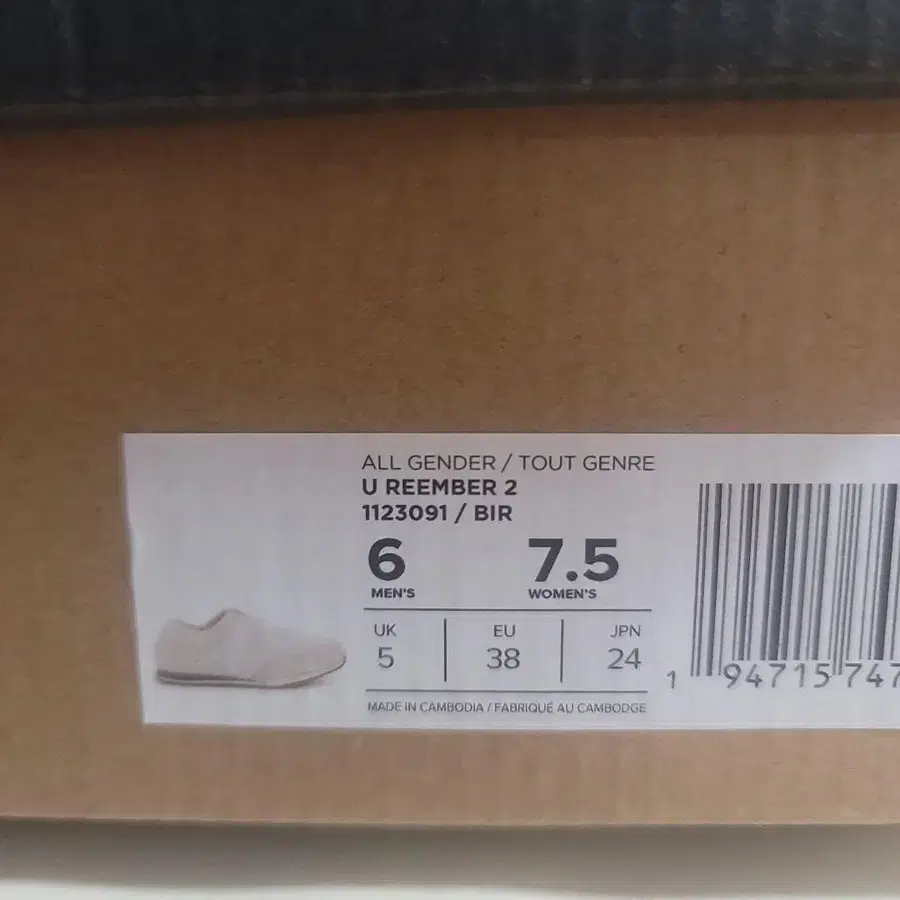 ALL GENDER / TOUT GENRE
U REEMBER 2
1123091 / BIR
6 7.5
MEN'S WOMEN'S
UK EU JPN
5 38 24
MADE IN CAMBODIA / FABRIQUÉ AU CAMBODGE
1 94715 747